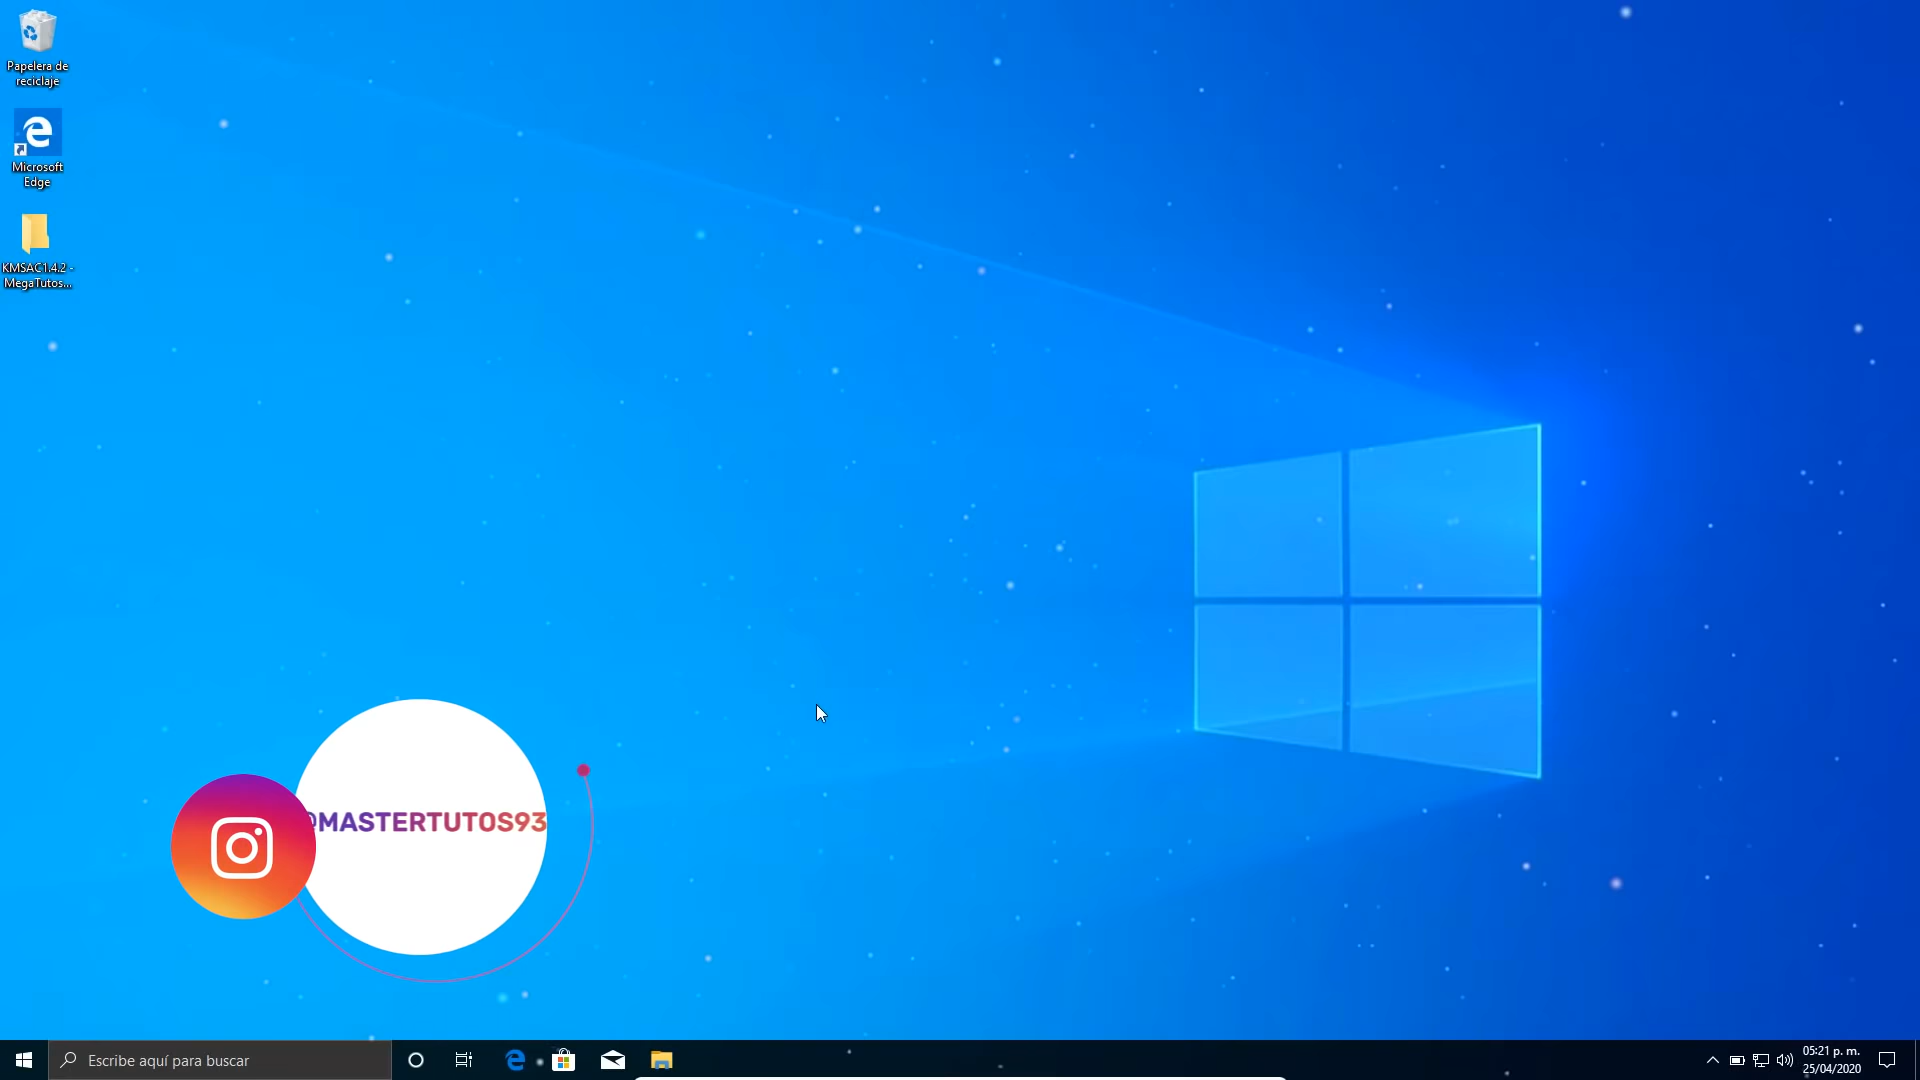 Papelera de
reciclaje
Microsoft
Edge
KMSAC1.4.2 -
MegaTutos...
@MASTERTUTOS93
Escribe aquí para buscar
05:21 p. m.
25/04/2020